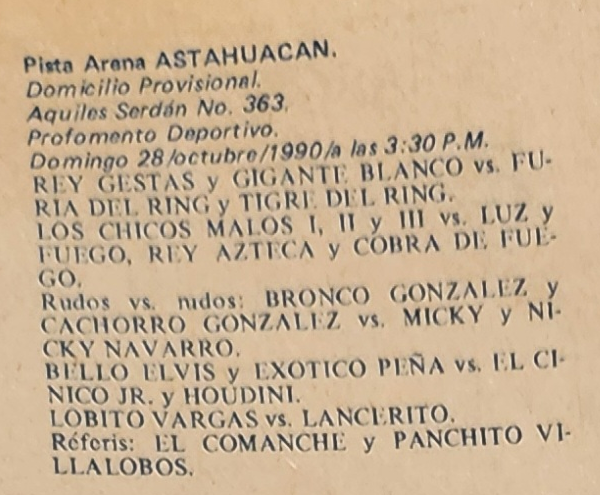 Pista Arena ASTAHUACAN.
Domicilio Provisional.
Aquiles Serdán No. 363.
Profomento Deportivo.
Domingo 28/octubre/1990/a las 3:30 P.M.
REY GESTAS y GIGANTE BLANCO vs. FU-
RIA DEL RING y TIGRE DEL RING.
LOS CHICOS MALOS I, II y III vs. LUZ y
FUEGO, REY AZTECA y COBRA DE FUE-
GO.
Rudos vs. rudos: BRONCO GONZALEZ y
CACHORRO GONZALEZ vs. MICKY y NI-
CKY NAVARRO.
BELLO ELVIS y EXOTICO PEÑA vs. EL CI-
NICO JR. y HOUDINI.
LOBITO VARGAS vs. LANCERITO.
Réferis: EL COMANCHE y PANCHITO VI-
LLALOBOS.